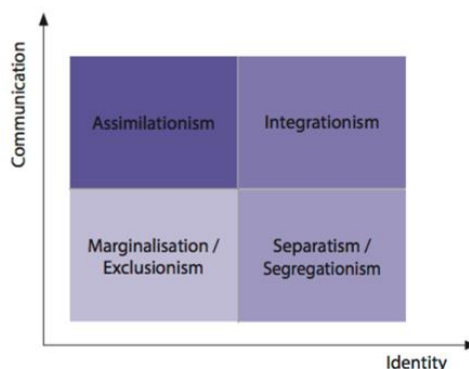 Communication
Assimilationism
Integrationism
Marginalisation /
Exclusionism
Separatism /
Segregationism
Identity